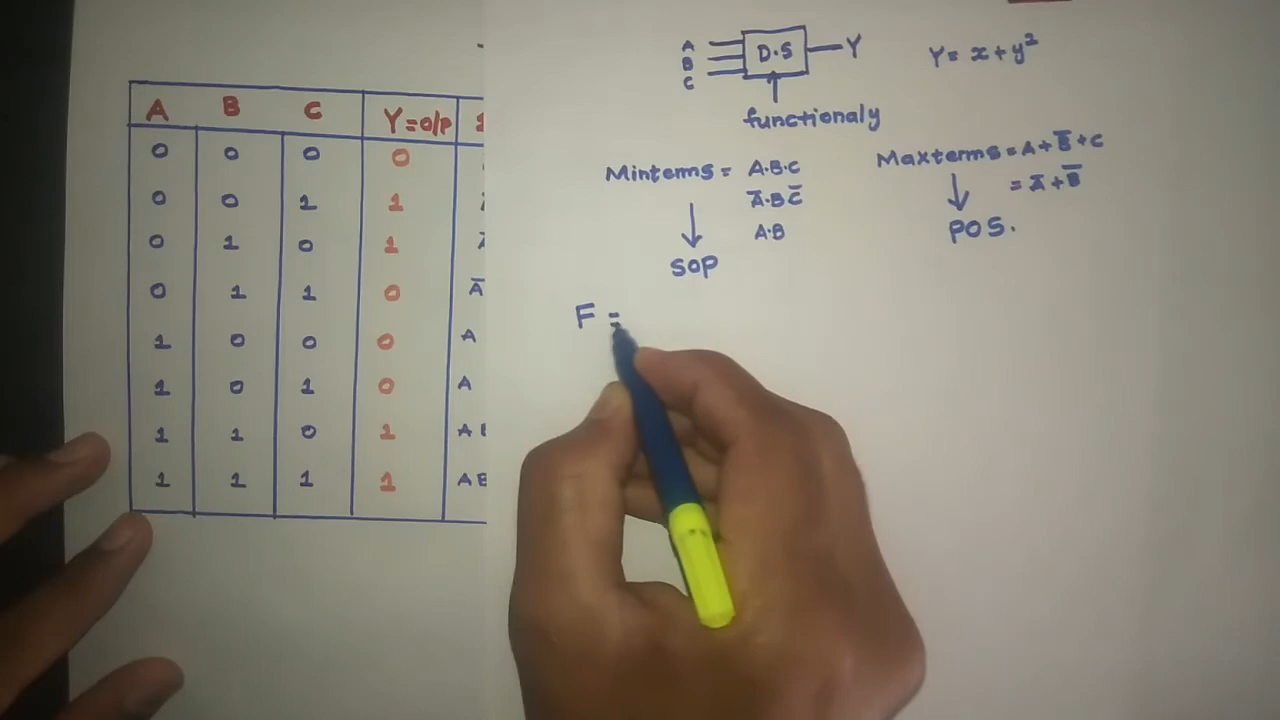 A B C Y=o/p
0 0 0 0
0 0 1 1
0 1 0 1
0 1 1 0 A̅
1 0 0 0 A
1 0 1 0 A
1 1 0 1 A
1 1 1 1 AB
A
B
C
D.S
Y
Y= x+y²
functionaly
Minterms = A·B·C
A̅·B C̅
A·B
SOP
Maxterms = A+B̅+C
= A̅+B̅
POS.
F =